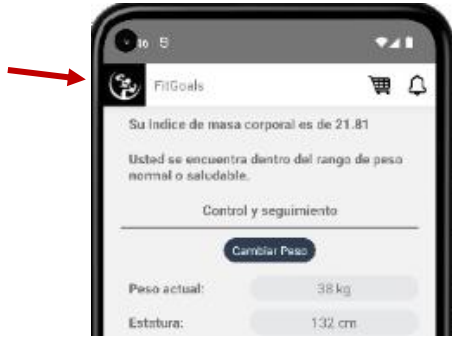 FitGoals
Su Indice de masa corporal es de 21.81
Usted se encuentra dentro del rango de peso
normal o saludable.
Control y seguimiento
Cambiar Peso
Peso actual: 38 kg
Estatura: 132 cm